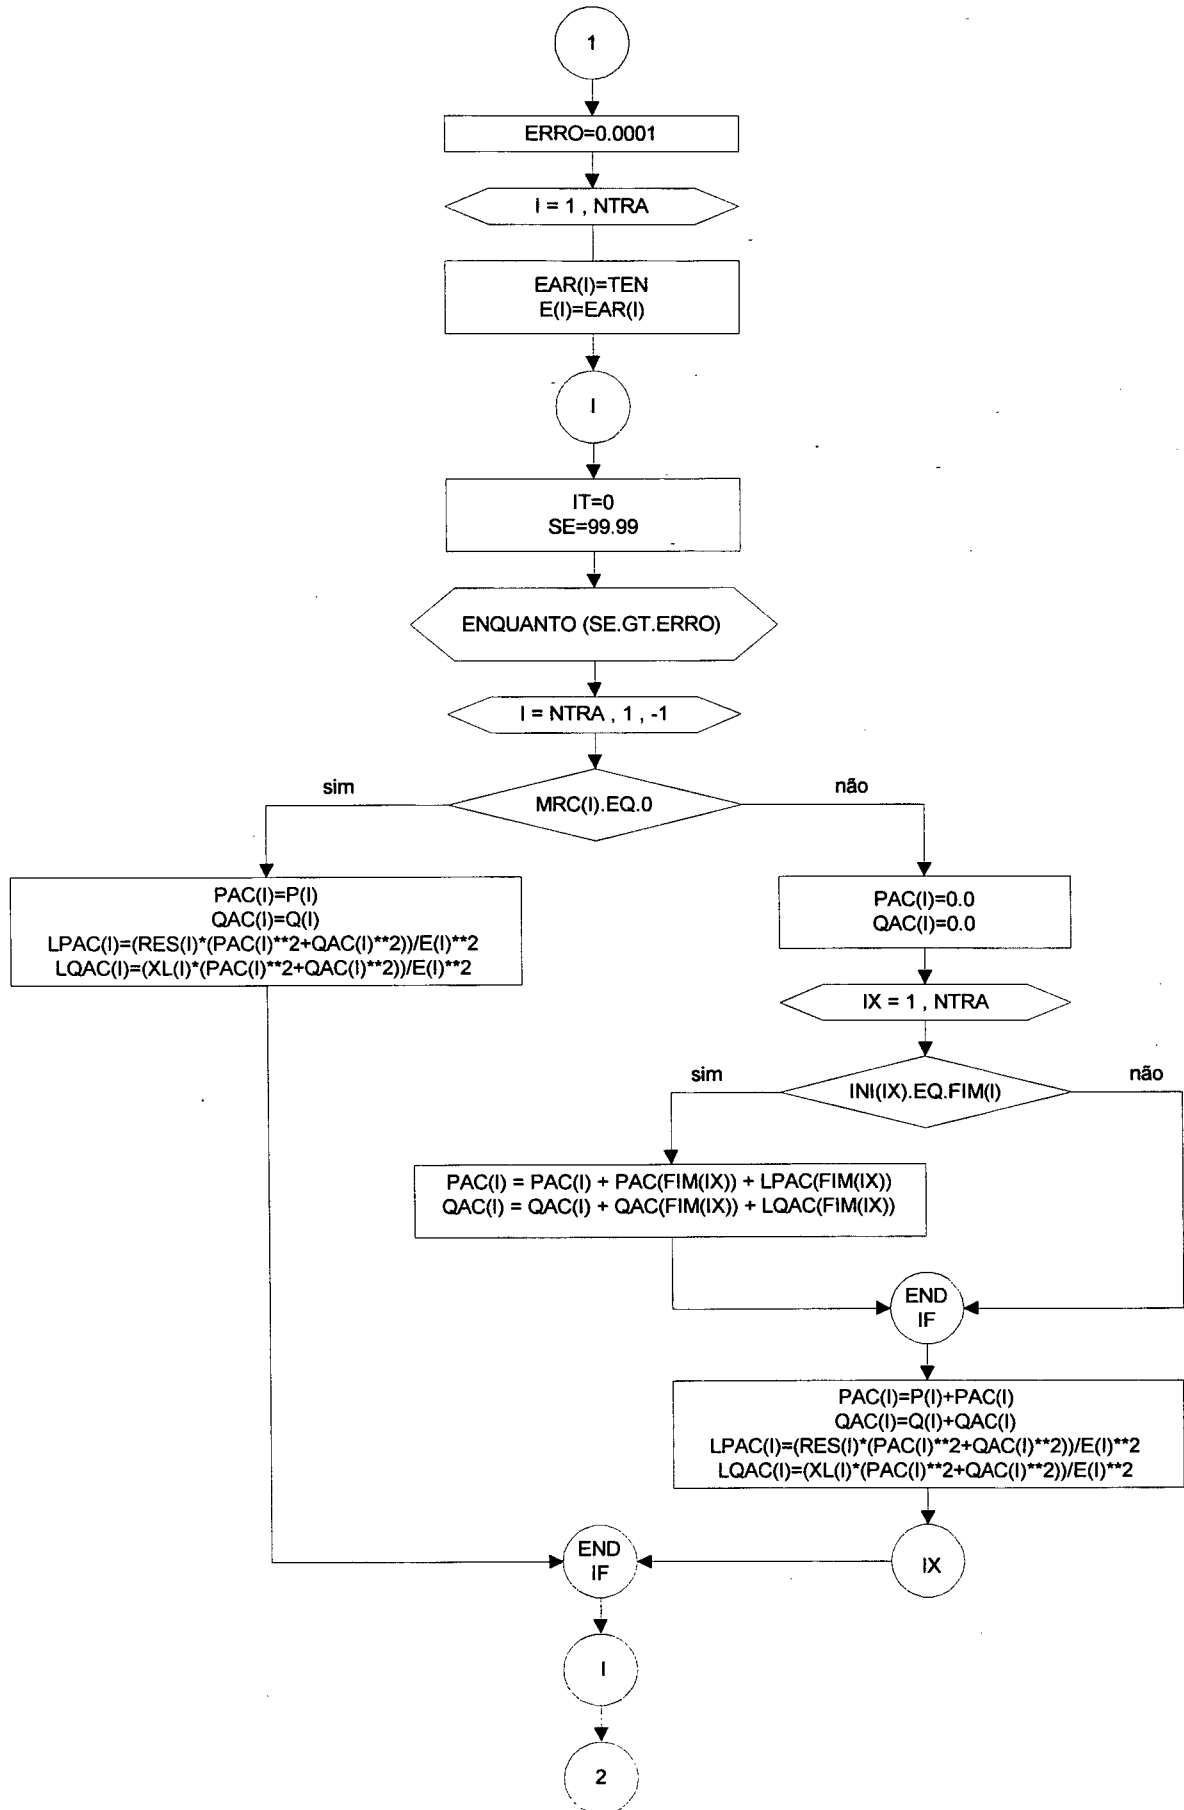 1
ERRO=0.0001
I = 1 , NTRA
EAR(I)=TEN
E(I)=EAR(I)
I
IT=0
SE=99.99
ENQUANTO (SE.GT.ERRO)
I = NTRA , 1 , -1
sim
MRC(I).EQ.0
não
PAC(I)=P(I)
QAC(I)=Q(I)
LPAC(I)=(RES(I)*(PAC(I)**2+QAC(I)**2))/E(I)**2
LQAC(I)=(XL(I)*(PAC(I)**2+QAC(I)**2))/E(I)**2
PAC(I)=0.0
QAC(I)=0.0
IX = 1 , NTRA
sim
INI(IX).EQ.FIM(I)
não
PAC(I) = PAC(I) + PAC(FIM(IX)) + LPAC(FIM(IX))
QAC(I) = QAC(I) + QAC(FIM(IX)) + LQAC(FIM(IX))
END
IF
PAC(I)=P(I)+PAC(I)
QAC(I)=Q(I)+QAC(I)
LPAC(I)=(RES(I)*(PAC(I)**2+QAC(I)**2))/E(I)**2
LQAC(I)=(XL(I)*(PAC(I)**2+QAC(I)**2))/E(I)**2
END
IF
IX
I
2